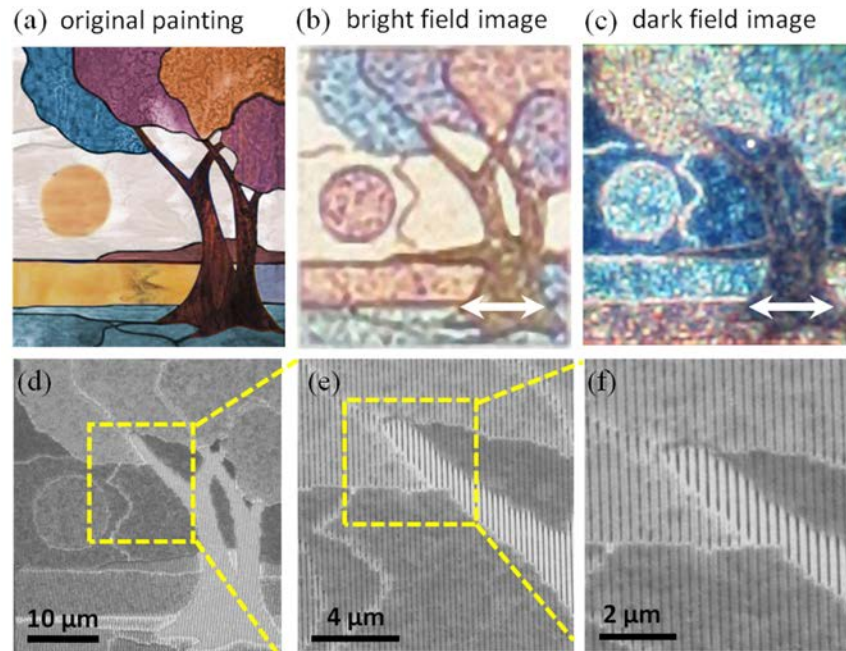 (a) original painting
(b) bright field image
(c) dark field image
(d)
(e)
(f)
10 μm
4 μm
2 μm